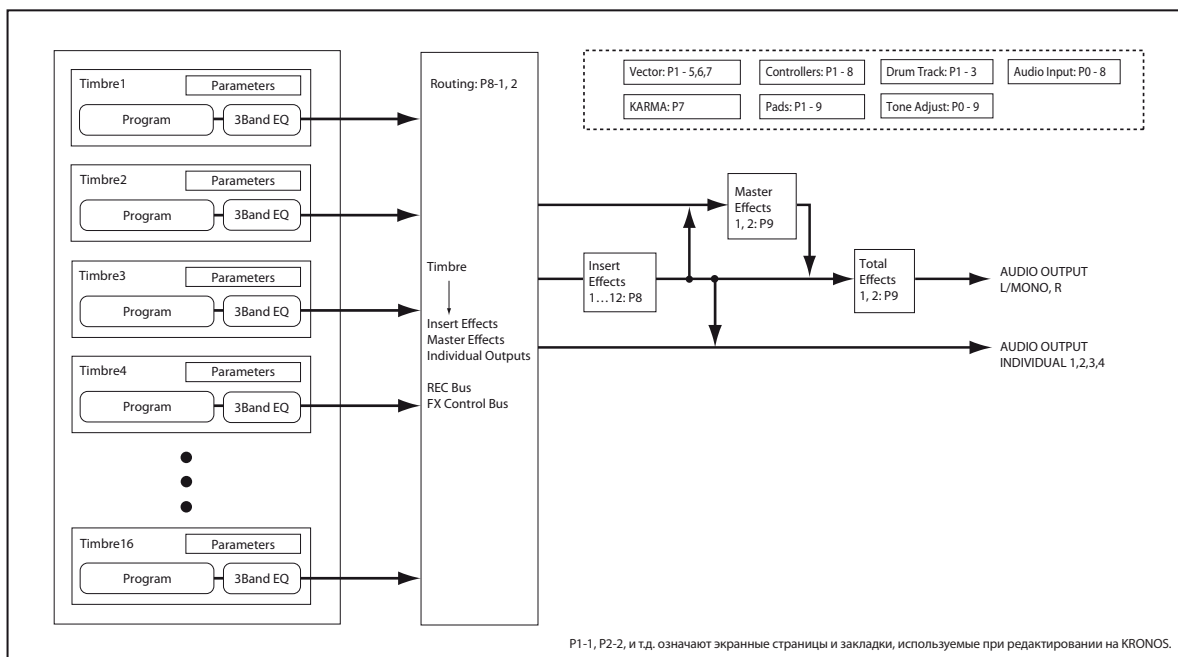 Timbre1
Parameters
Program
3Band EQ
Timbre2
Parameters
Program
3Band EQ
Timbre3
Parameters
Program
3Band EQ
Timbre4
Parameters
Program
3Band EQ
Timbre16
Parameters
Program
3Band EQ
Routing: P8-1, 2
Timbre
Insert Effects
Master Effects
Individual Outputs
REC Bus
FX Control Bus
Vector: P1 - 5,6,7
Controllers: P1 - 8
Drum Track: P1 - 3
Audio Input: P0 - 8
KARMA: P7
Pads: P1 - 9
Tone Adjust: P0 - 9
Master
Effects
1, 2: P9
Insert
Effects
1…12: P8
Total
Effects
1, 2: P9
AUDIO OUTPUT
L/MONO, R
AUDIO OUTPUT
INDIVIDUAL 1,2,3,4
P1-1, P2-2, и т.д. означают экранные страницы и закладки, используемые при редактировании на KRONOS.